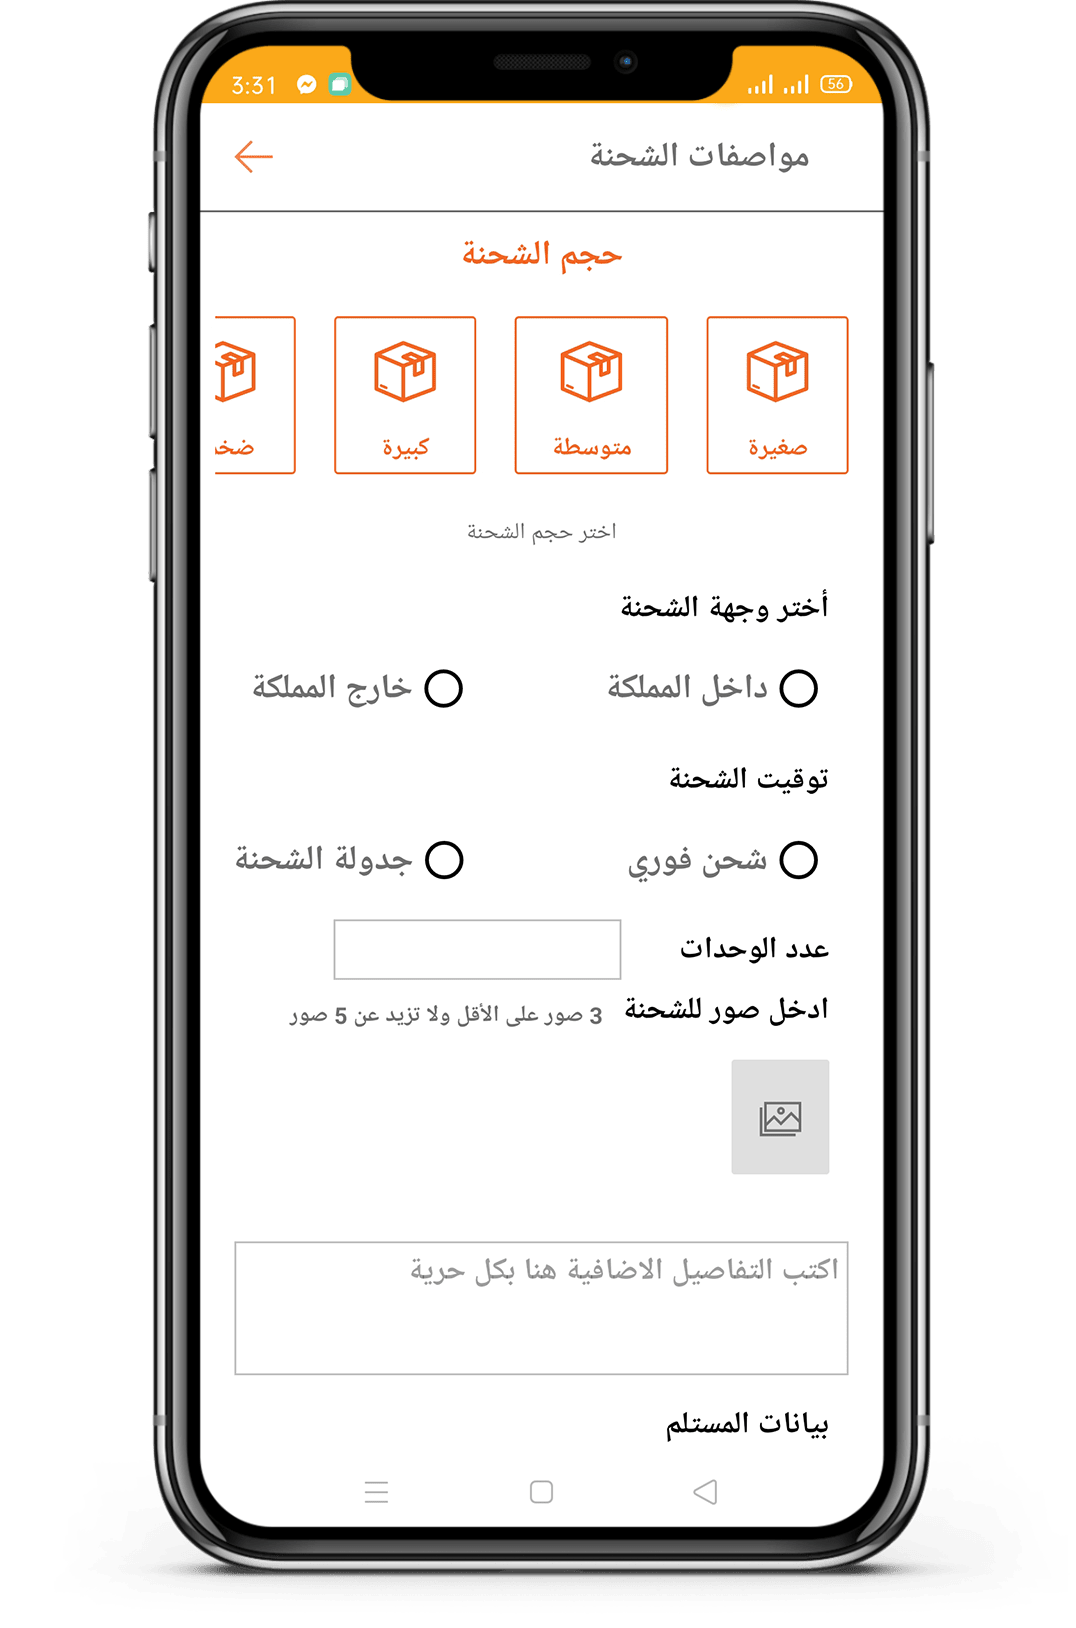 3:31
56
مواصفات الشحنة
حجم الشحنة
صغيرة متوسطة كبيرة ضخم
اختر حجم الشحنة
أختر وجهة الشحنة
داخل المملكة خارج المملكة
توقيت الشحنة
شحن فوري جدولة الشحنة
عدد الوحدات
ادخل صور للشحنة 3 صور على الأقل ولا تزيد عن 5 صور
اكتب التفاصيل الاضافية هنا بكل حرية
بيانات المستلم